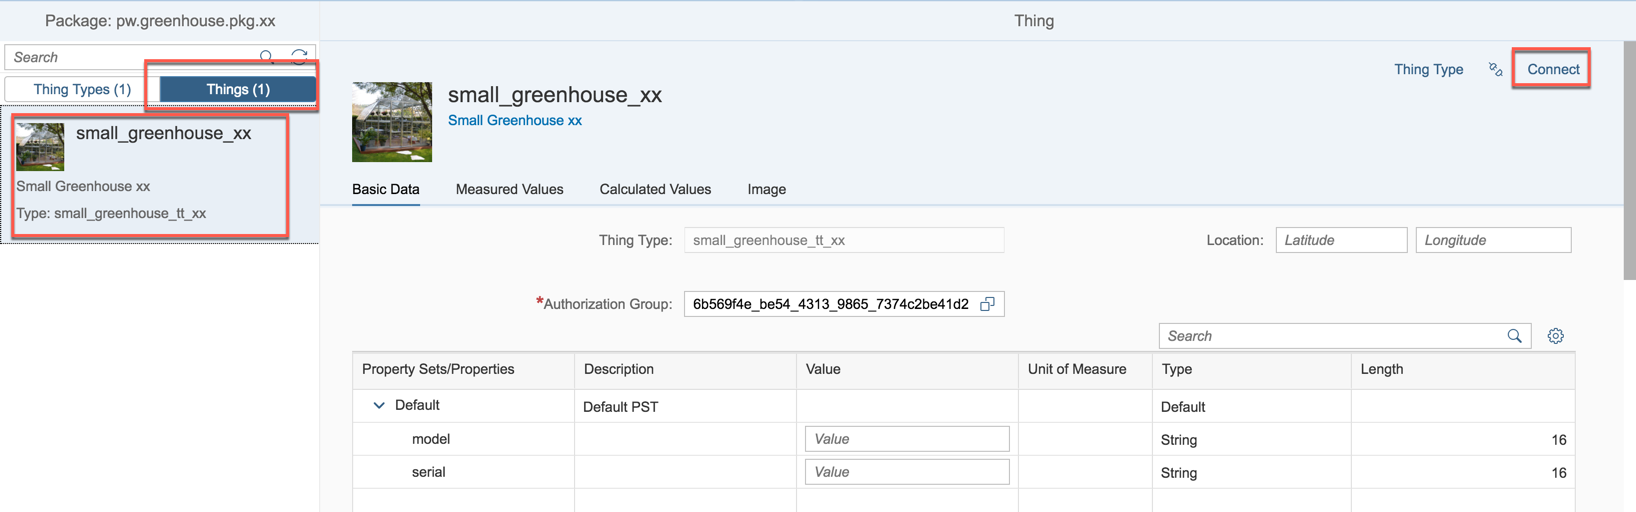 Package: pw.greenhouse.pkg.xx
Thing
Search
Thing Types (1)
Things (1)
small_greenhouse_xx
Small Greenhouse xx
Type: small_greenhouse_tt_xx
Thing Type
Connect
small_greenhouse_xx
Small Greenhouse xx
Basic Data
Measured Values
Calculated Values
Image
Thing Type: small_greenhouse_tt_xx
Location: Latitude Longitude
*Authorization Group: 6b569f4e_be54_4313_9865_7374c2be41d2
Search
Property Sets/Properties Description Value Unit of Measure Type Length
Default Default PST Default
model Value String 16
serial Value String 16